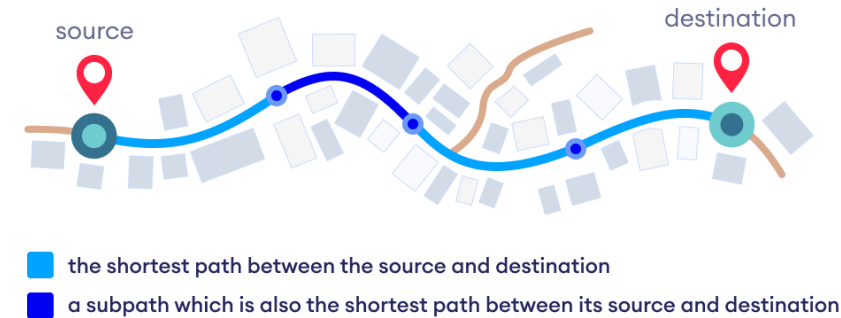 source
destination
the shortest path between the source and destination
a subpath which is also the shortest path between its source and destination